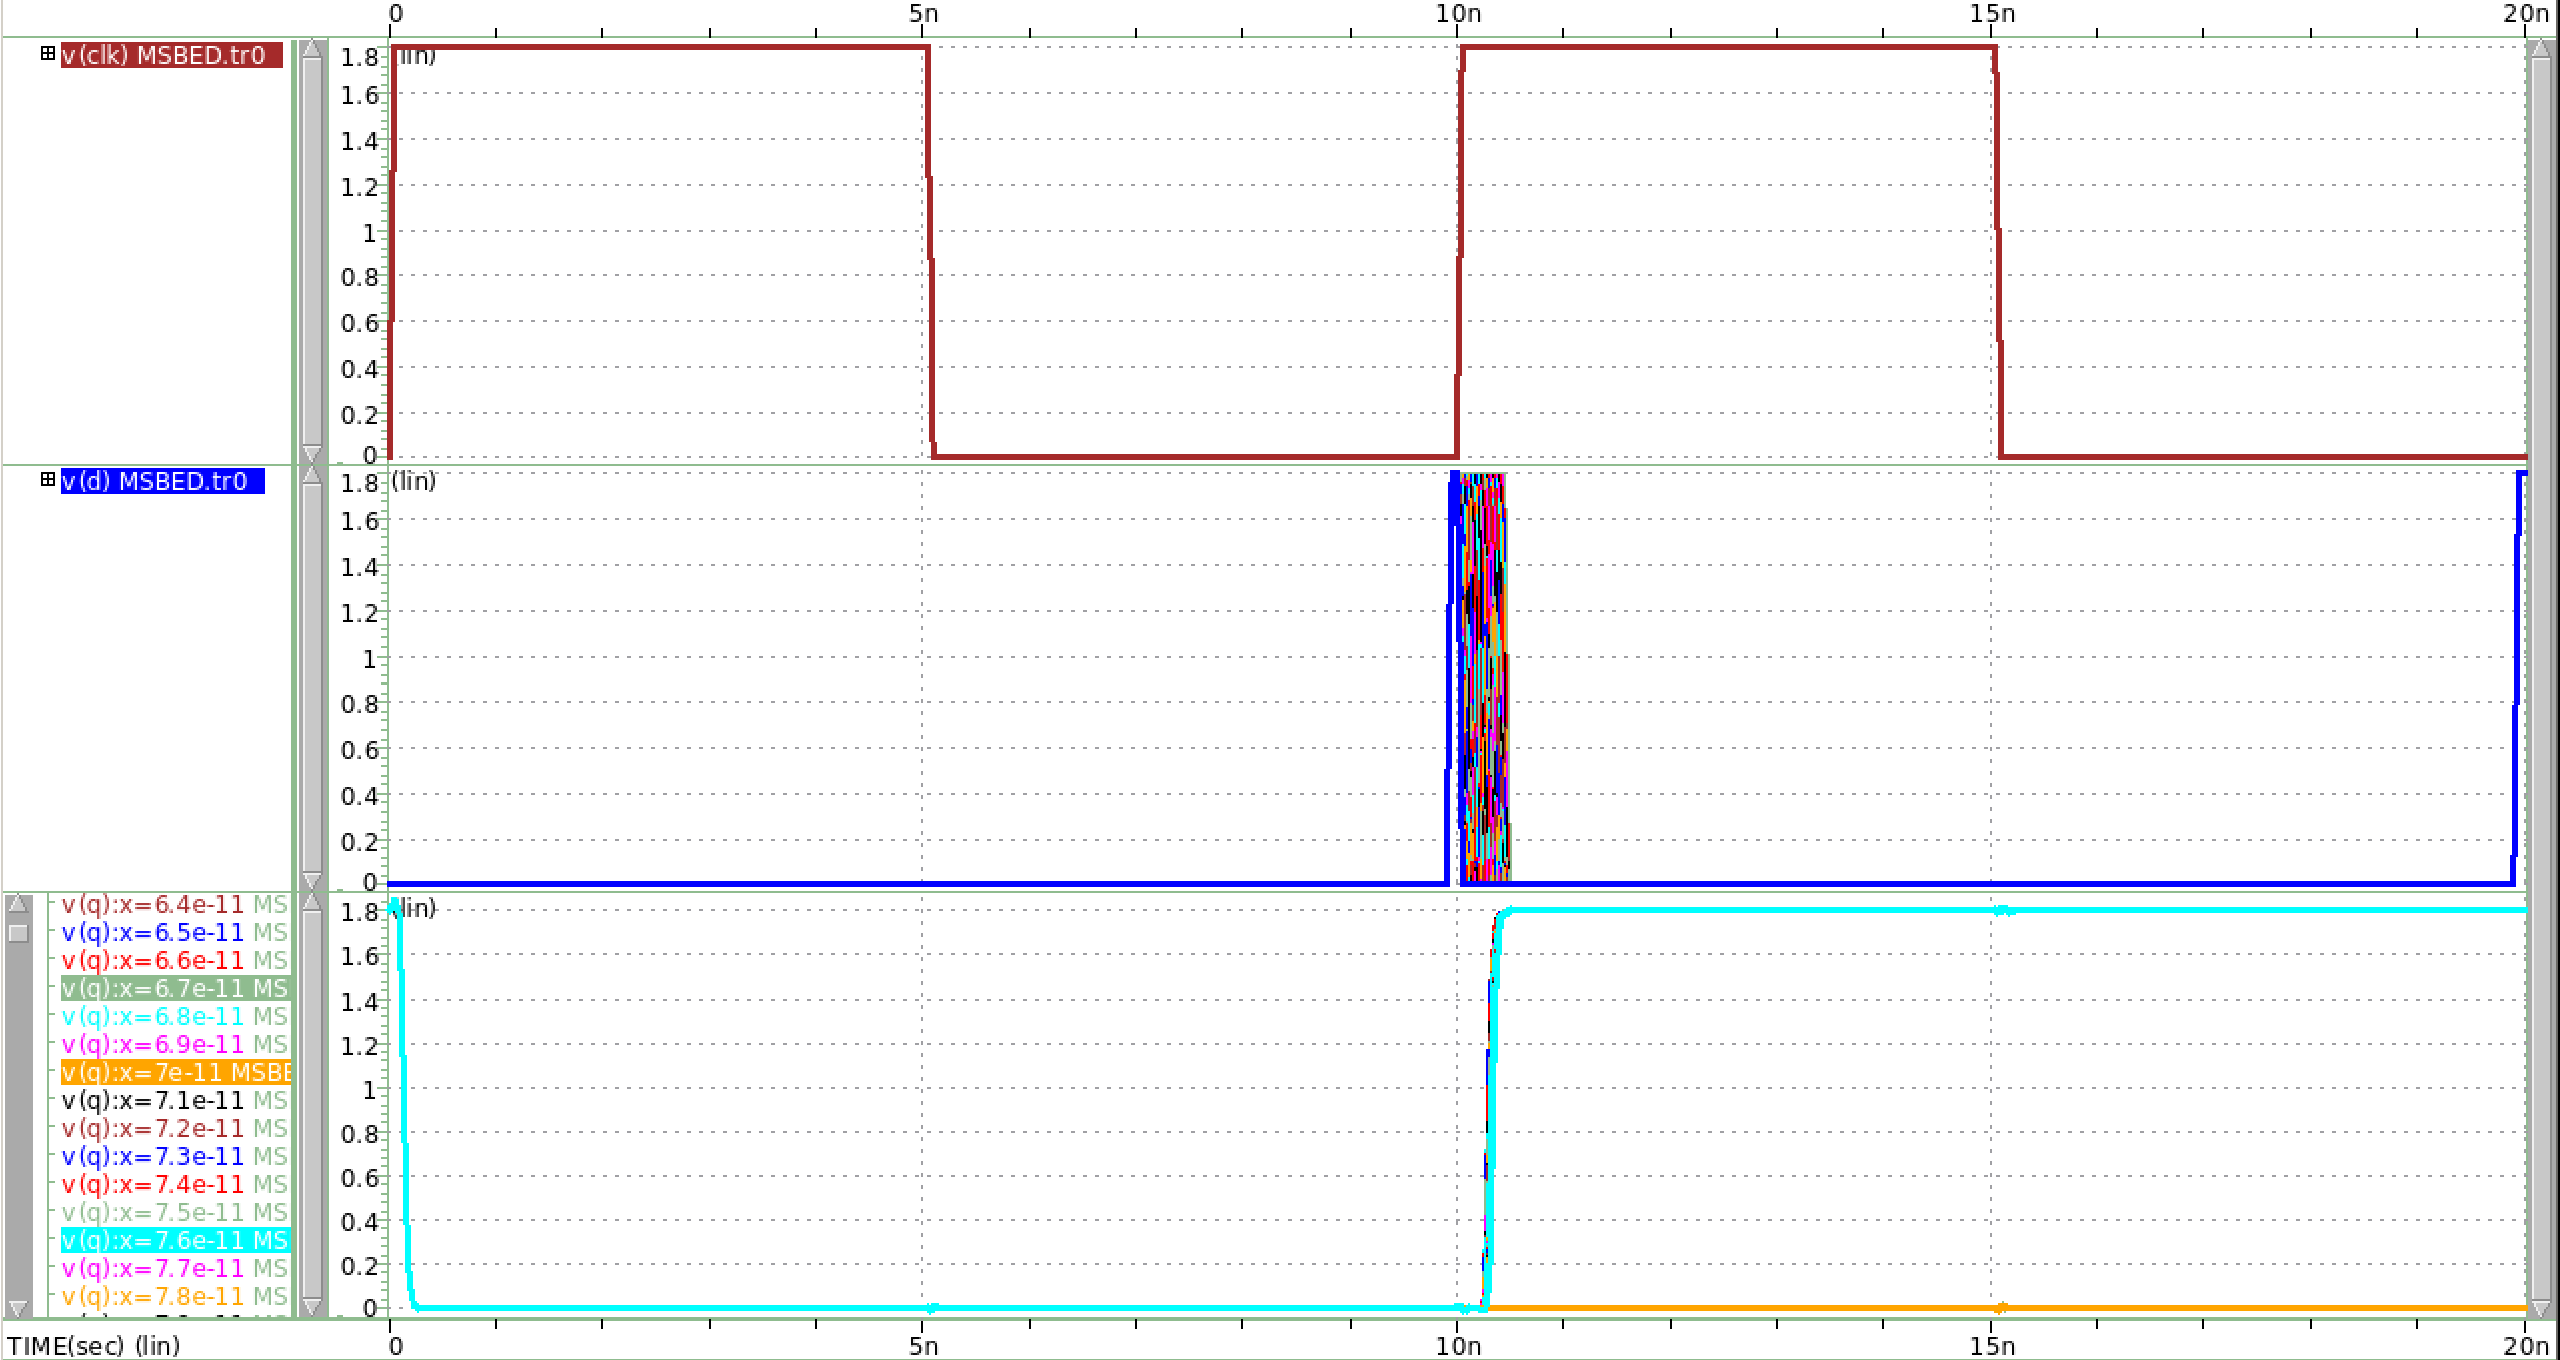 0 5n 10n 15n 20n
v(clk) MSBED.tr0
(lin)
1.8
1.6
1.4
1.2
1
0.8
0.6
0.4
0.2
0
v(d) MSBED.tr0
(lin)
1.8
1.6
1.4
1.2
1
0.8
0.6
0.4
0.2
0
v(q):x=6.4e-11 MS
v(q):x=6.5e-11 MS
v(q):x=6.6e-11 MS
v(q):x=6.7e-11 MS
v(q):x=6.8e-11 MS
v(q):x=6.9e-11 MS
v(q):x=7e-11 MSBE
v(q):x=7.1e-11 MS
v(q):x=7.2e-11 MS
v(q):x=7.3e-11 MS
v(q):x=7.4e-11 MS
v(q):x=7.5e-11 MS
v(q):x=7.6e-11 MS
v(q):x=7.7e-11 MS
v(q):x=7.8e-11 MS
(lin)
1.8
1.6
1.4
1.2
1
0.8
0.6
0.4
0.2
0
TIME(sec) (lin) 0 5n 10n 15n 20n